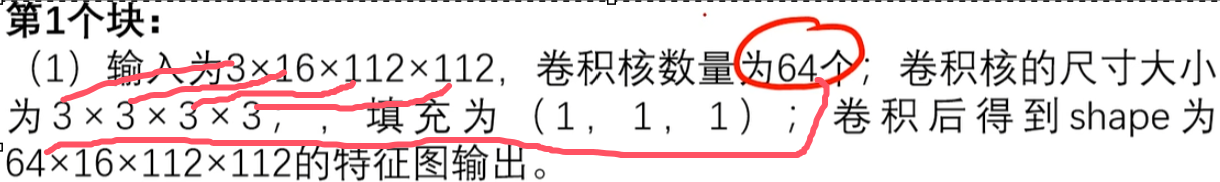 第1个块：
（1）输入为3×16×112×112，卷积核数量为64个；卷积核的尺寸大小
为3×3×3×3，，填充为（1，1，1）；卷积后得到shape为
64×16×112×112的特征图输出。